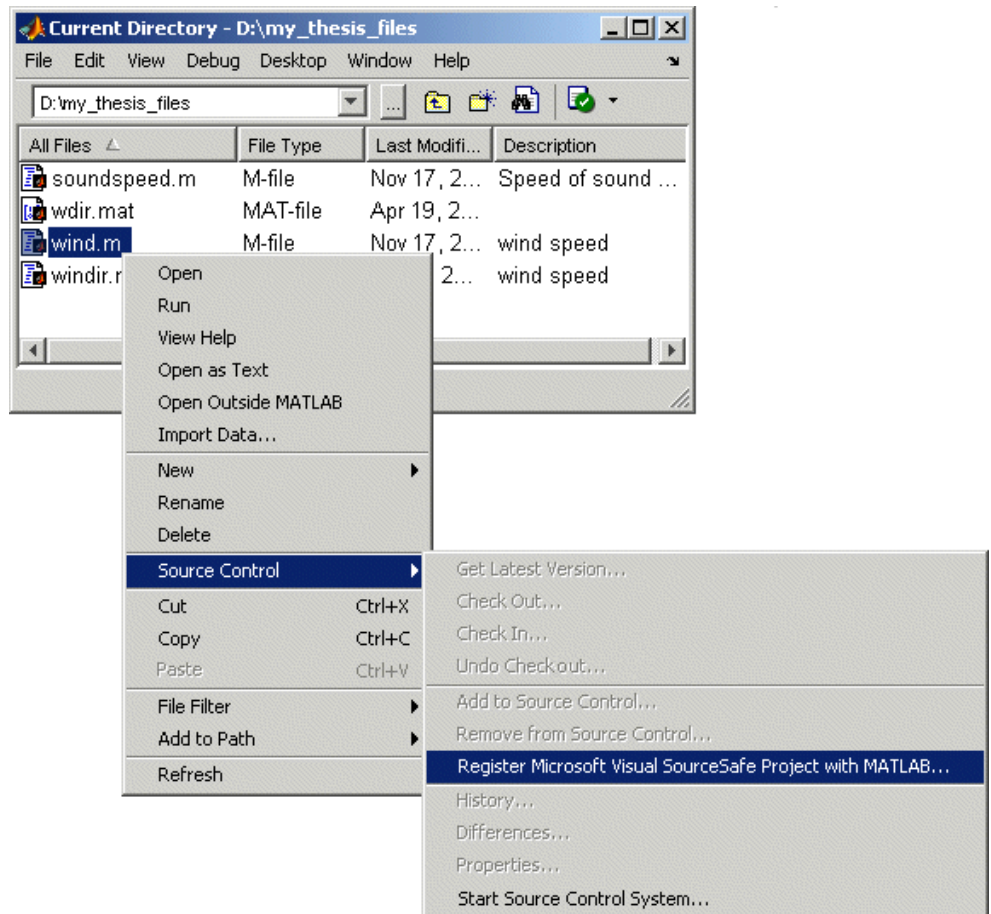 Current Directory - D:\my_thesis_files
File Edit View Debug Desktop Window Help
D:\my_thesis_files ...
All Files File Type Last Modifi... Description
soundspeed.m M-file Nov 17, 2... Speed of sound ...
wdir.mat MAT-file Apr 19, 2...
wind.m M-file Nov 17, 2... wind speed
windir. 2... wind speed
Open
Run
View Help
Open as Text
Open Outside MATLAB
Import Data...
New
Rename
Delete
Source Control
Cut Ctrl+X
Copy Ctrl+C
Paste Ctrl+V
File Filter
Add to Path
Refresh
Get Latest Version...
Check Out...
Check In...
Undo Checkout...
Add to Source Control...
Remove from Source Control...
Register Microsoft Visual SourceSafe Project with MATLAB...
History...
Differences...
Properties...
Start Source Control System...